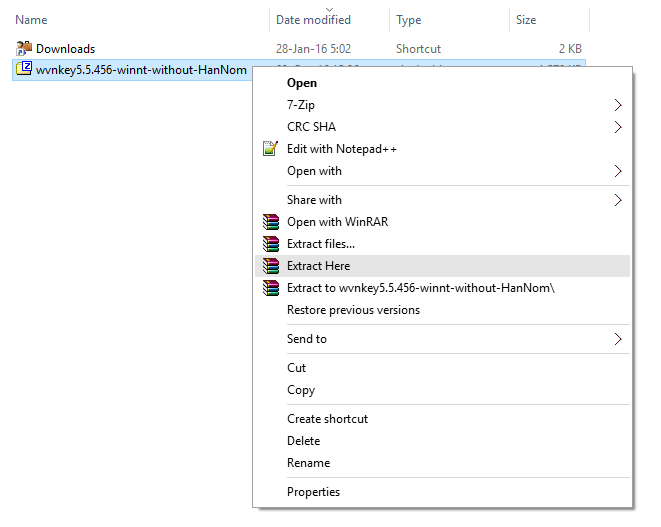 Name Date modified Type Size
Downloads 28-Jan-16 5:02 Shortcut 2 KB
wvnkey5.5.456-winnt-without-HanNom
Open
7-Zip
CRC SHA
Edit with Notepad++
Open with
Share with
Open with WinRAR
Extract files...
Extract Here
Extract to wvnkey5.5.456-winnt-without-HanNom\
Restore previous versions
Send to
Cut
Copy
Create shortcut
Delete
Rename
Properties